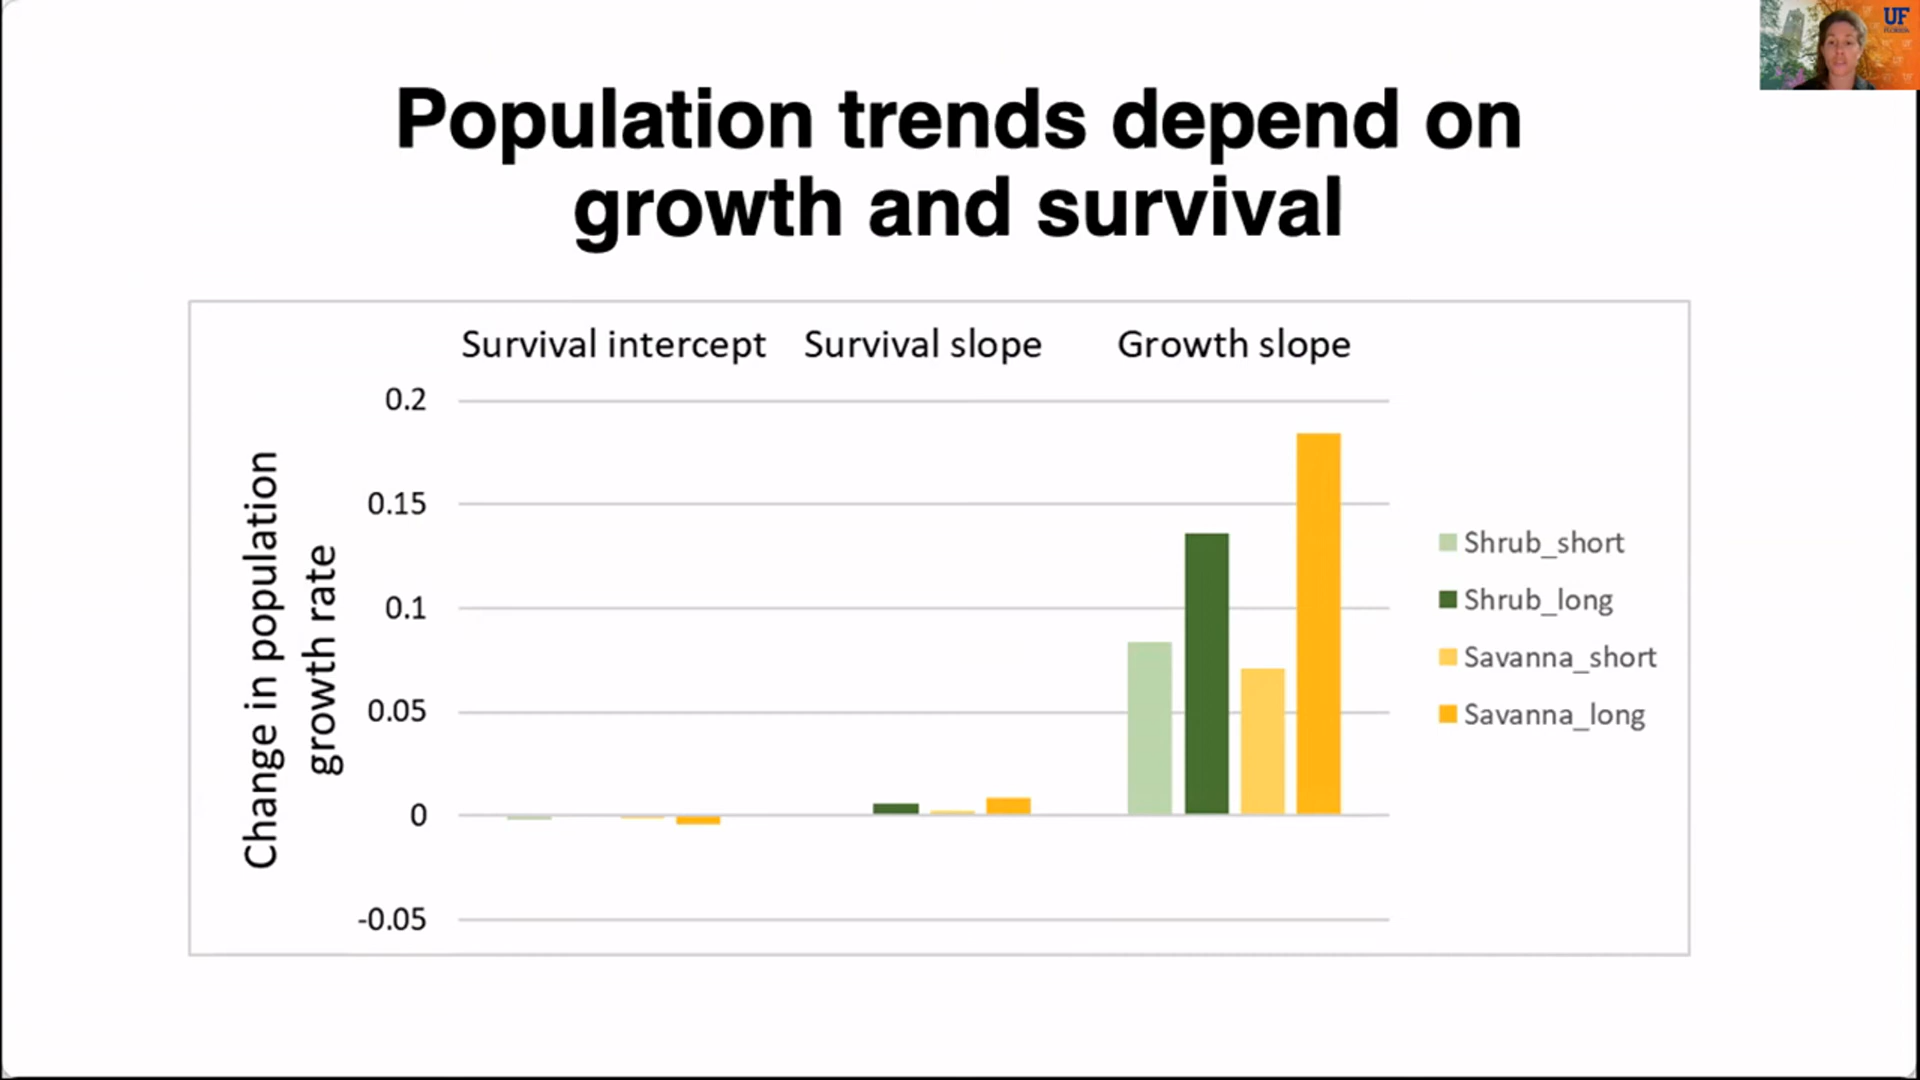 UF
FLORIDA
Population trends depend on
growth and survival
Survival intercept
Survival slope
Growth slope
Change in population
growth rate
0.2
0.15
0.1
0.05
0
-0.05
Shrub_short
Shrub_long
Savanna_short
Savanna_long